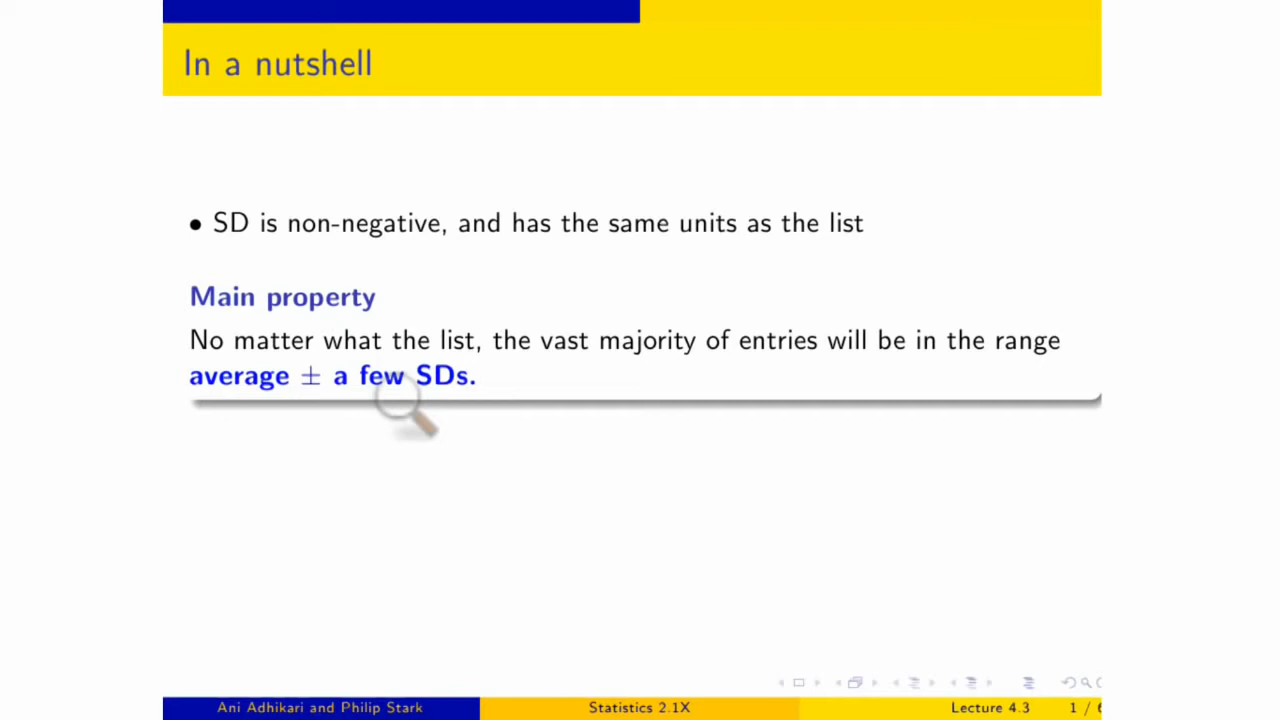 In a nutshell
• SD is non-negative, and has the same units as the list
Main property
No matter what the list, the vast majority of entries will be in the range
average ± a few SDs.
Ani Adhikari and Philip Stark Statistics 2.1X Lecture 4.3 1 / 6